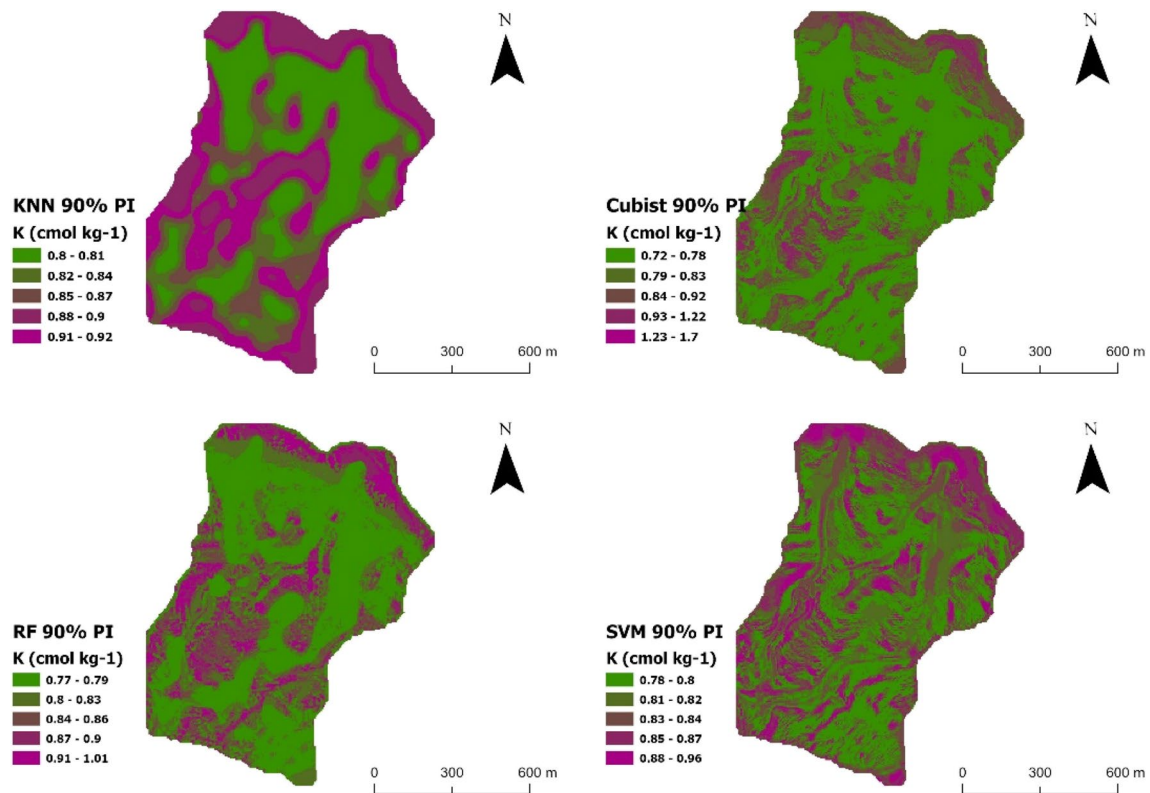 N
KNN 90% PI
K (cmol kg-1)
0.8 - 0.81
0.82 - 0.84
0.85 - 0.87
0.88 - 0.9
0.91 - 0.92
0 300 600 m
N
Cubist 90% PI
K (cmol kg-1)
0.72 - 0.78
0.79 - 0.83
0.84 - 0.92
0.93 - 1.22
1.23 - 1.7
0 300 600 m
N
RF 90% PI
K (cmol kg-1)
0.77 - 0.79
0.8 - 0.83
0.84 - 0.86
0.87 - 0.9
0.91 - 1.01
0 300 600 m
N
SVM 90% PI
K (cmol kg-1)
0.78 - 0.8
0.81 - 0.82
0.83 - 0.84
0.85 - 0.87
0.88 - 0.96
0 300 600 m